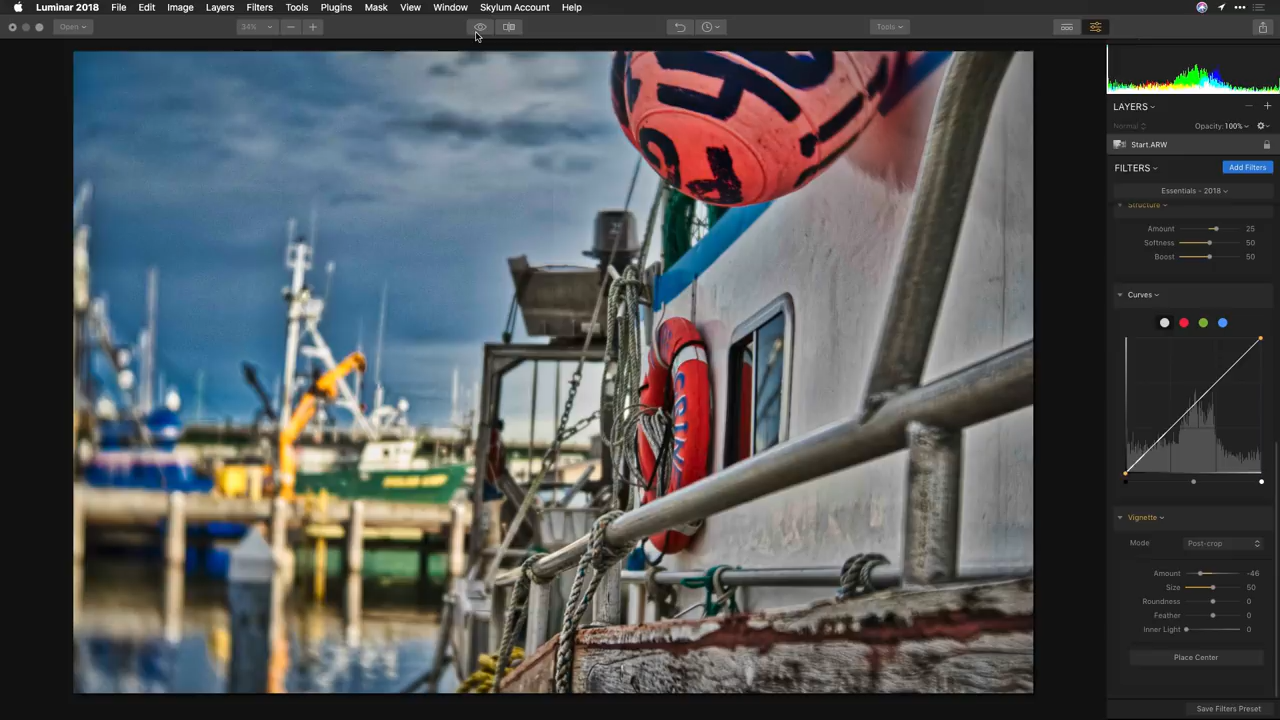 Luminar 2018 File Edit Image Layers Filters Tools Plugins Mask View Window Skylum Account Help
Open 34% Tools
LAYERS
Normal Opacity: 100%
Start.ARW
FILTERS Add Filters
Essentials - 2018
Structure
Amount 25
Softness 50
Boost 50
Curves
Vignette
Mode Post-crop
Amount -46
Size 50
Roundness 0
Feather 0
Inner Light 0
Place Center
Save Filters Preset